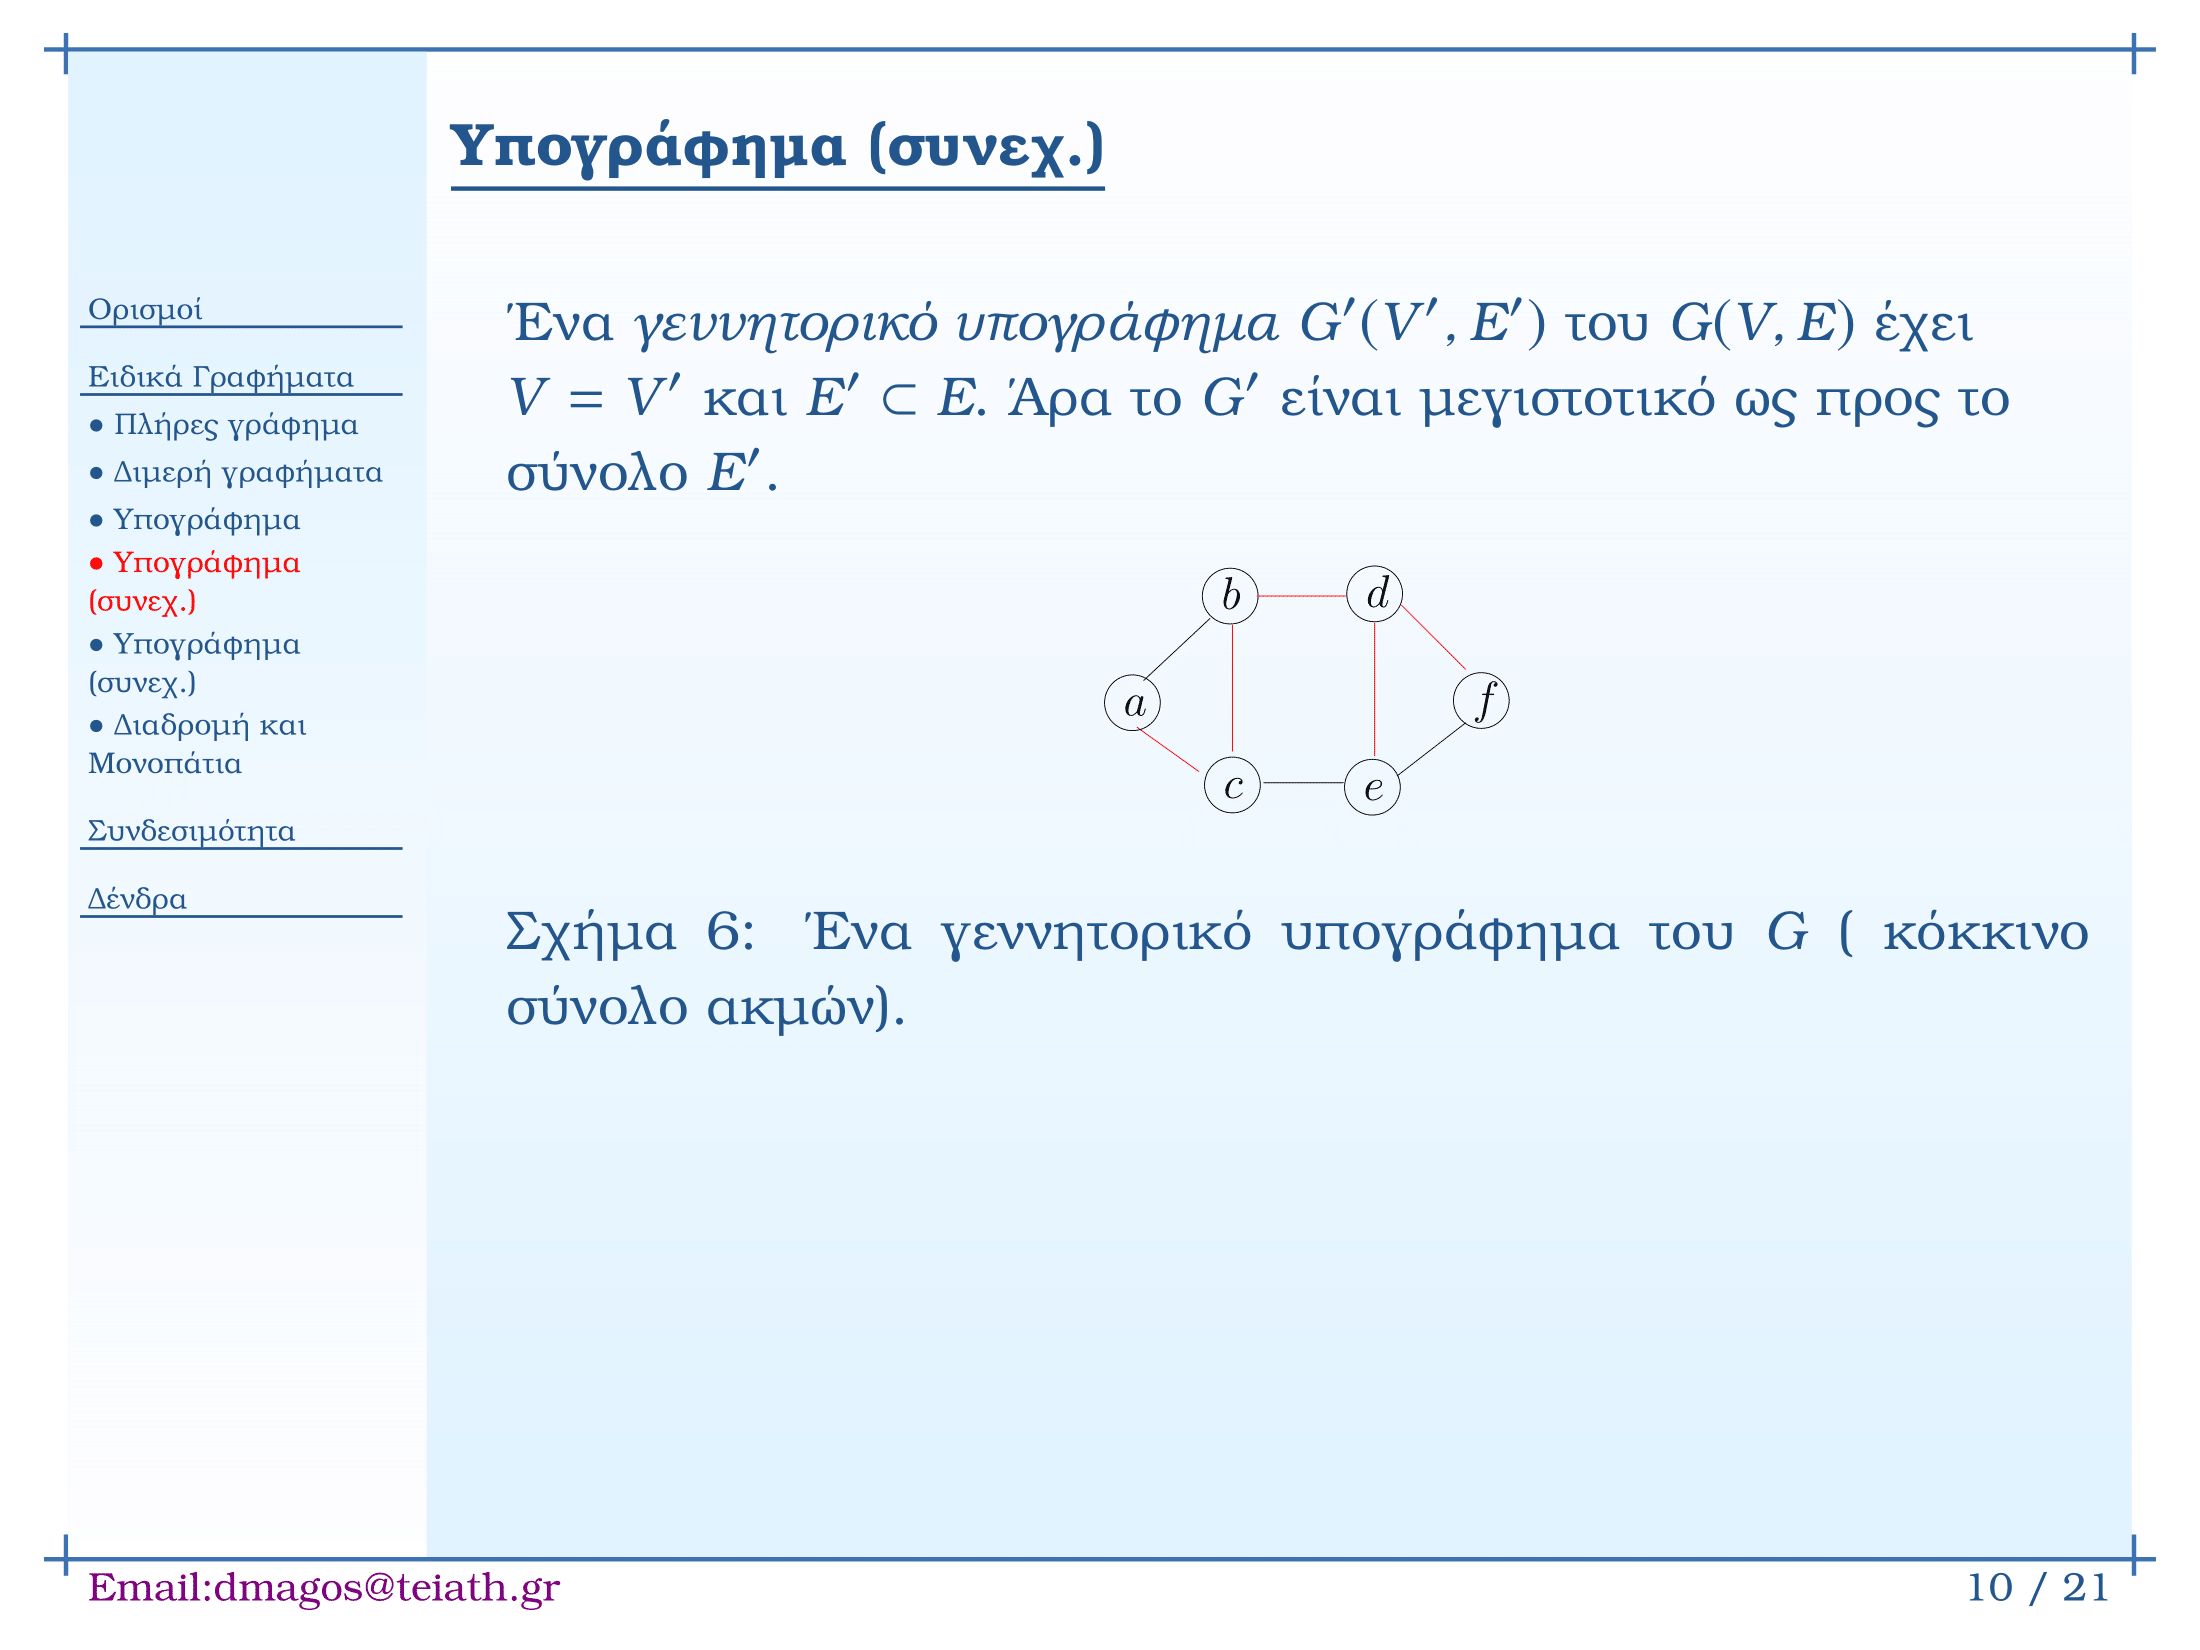 Υπογράφημα (συνεχ.)
Ορισμοί
Ειδικά Γραφήματα
● Πλήρες γράφημα
● Διμερή γραφήματα
● Υπογράφημα
● Υπογράφημα
(συνεχ.)
● Υπογράφημα
(συνεχ.)
● Διαδρομή και
Μονοπάτια
Συνδεσιμότητα
Δένδρα
Ένα γεννητορικό υπογράφημα G′(V′, E′) του G(V, E) έχει
V = V′ και E′ ⊂ E. Άρα το G′ είναι μεγιστοτικό ως προς το
σύνολο E′.
b d
a f
c e
Σχήμα 6: Ένα γεννητορικό υπογράφημα του G ( κόκκινο
σύνολο ακμών).
Email:dmagos@teiath.gr
10 / 21